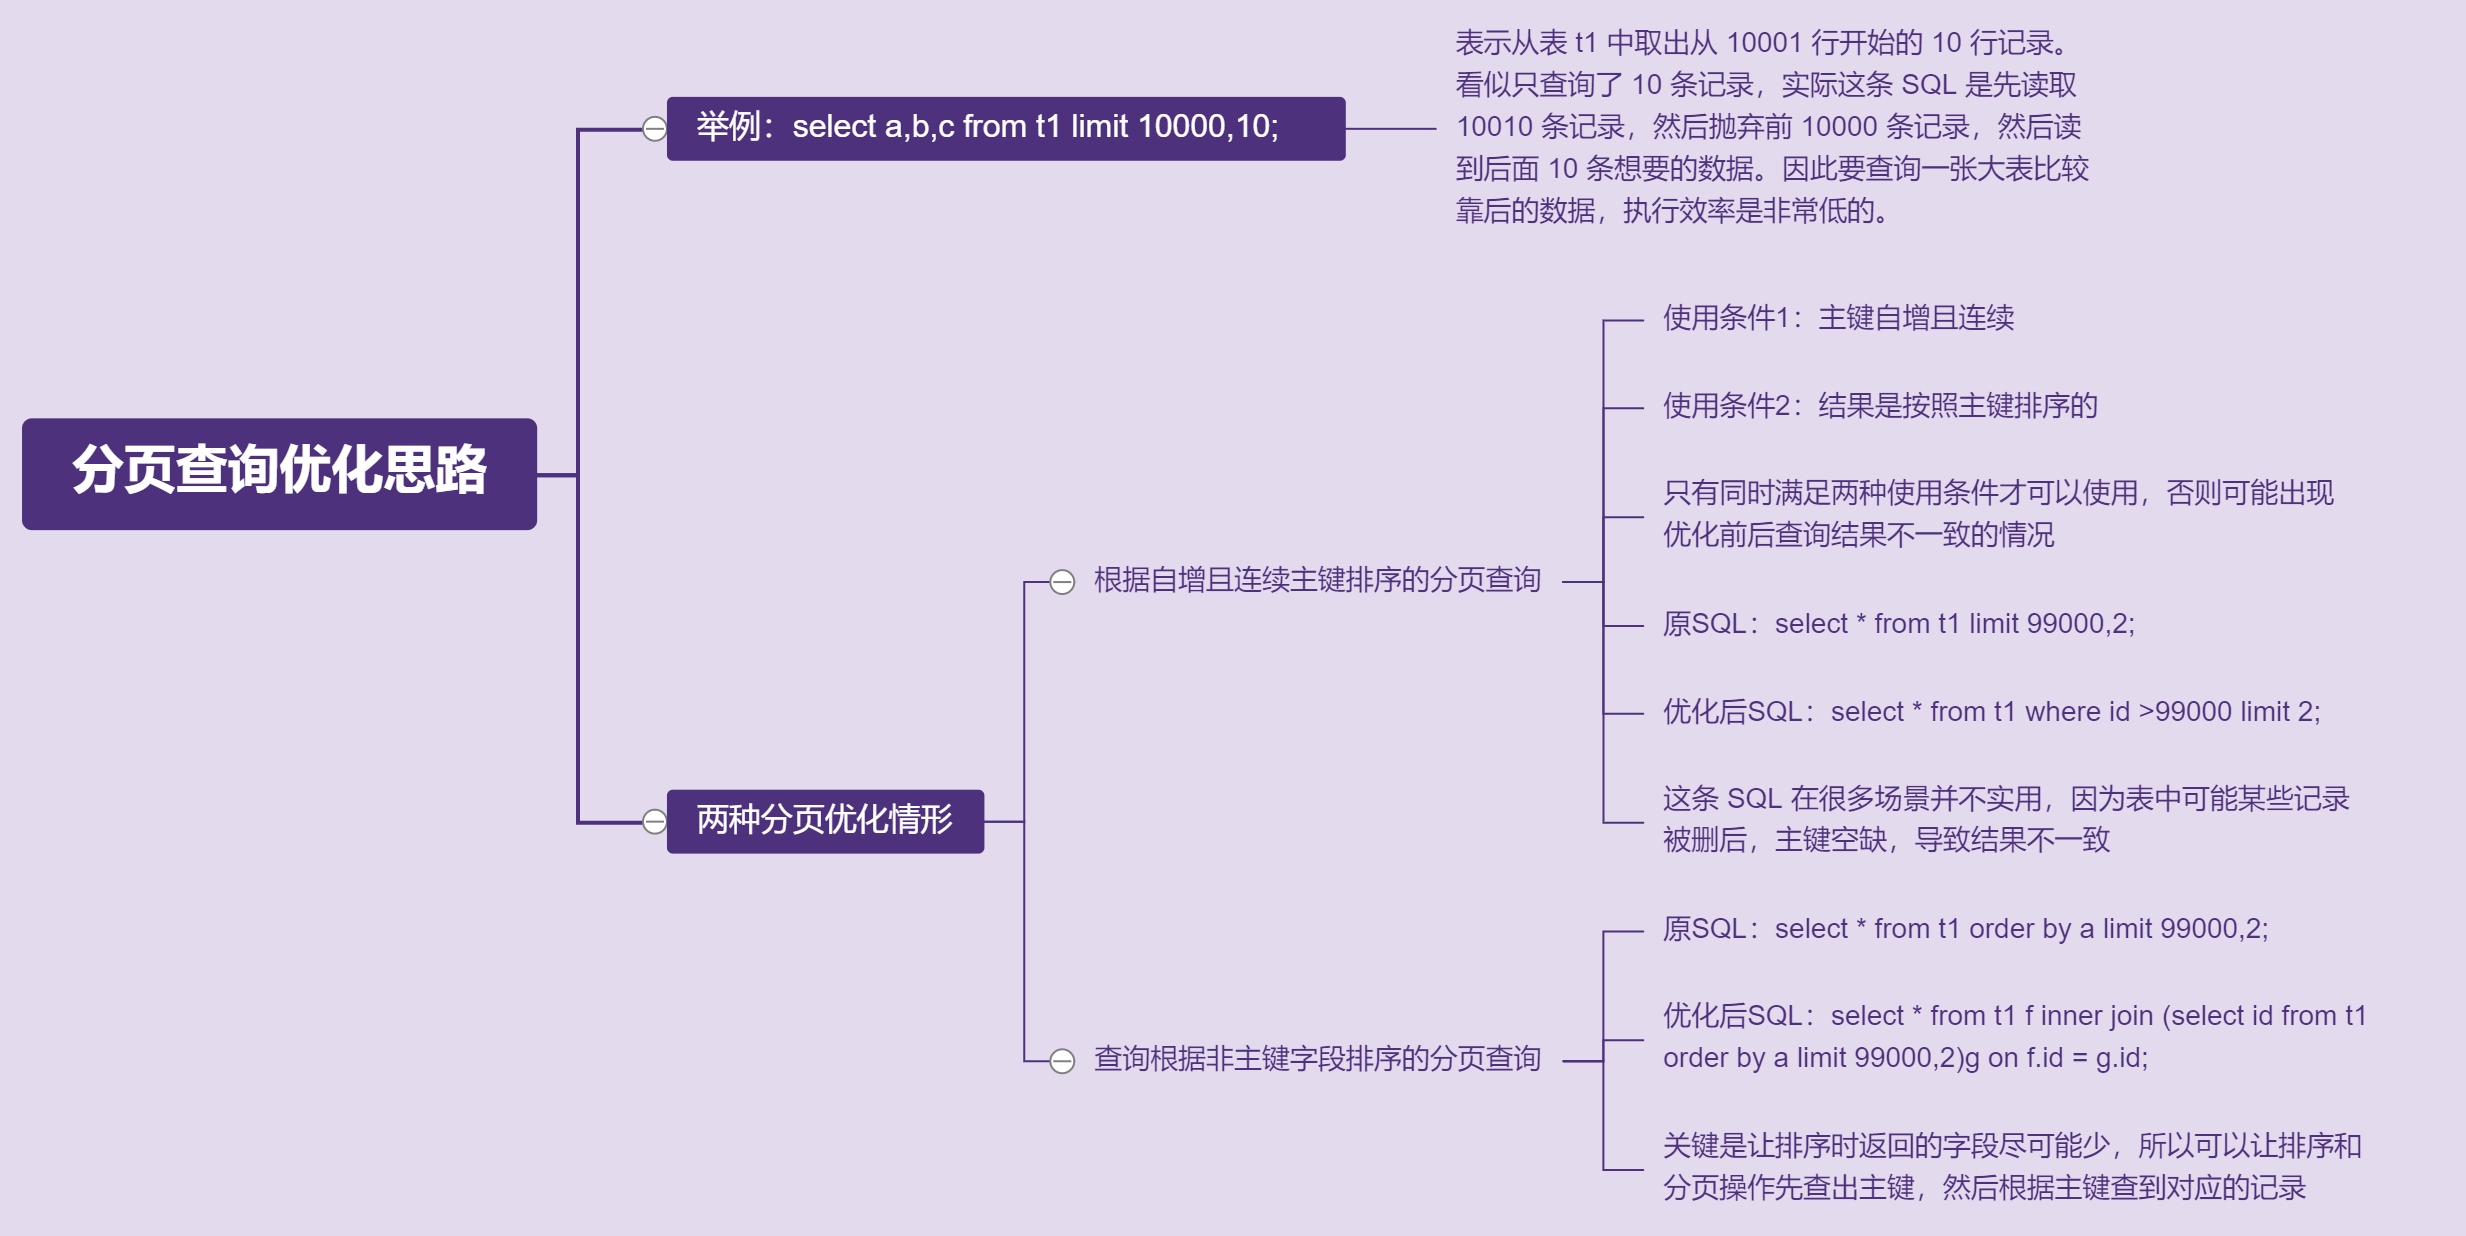 分页查询优化思路
举例：select a,b,c from t1 limit 10000,10;
表示从表 t1 中取出从 10001 行开始的 10 行记录。
看似只查询了 10 条记录，实际这条 SQL 是先读取
10010 条记录，然后抛弃前 10000 条记录，然后读
到后面 10 条想要的数据。因此要查询一张大表比较
靠后的数据，执行效率是非常低的。
两种分页优化情形
根据自增且连续主键排序的分页查询
使用条件1：主键自增且连续
使用条件2：结果是按照主键排序的
只有同时满足两种使用条件才可以使用，否则可能出现
优化前后查询结果不一致的情况
原SQL：select * from t1 limit 99000,2;
优化后SQL：select * from t1 where id >99000 limit 2;
这条 SQL 在很多场景并不实用，因为表中可能某些记录
被删后，主键空缺，导致结果不一致
查询根据非主键字段排序的分页查询
原SQL：select * from t1 order by a limit 99000,2;
优化后SQL：select * from t1 f inner join (select id from t1
order by a limit 99000,2)g on f.id = g.id;
关键是让排序时返回的字段尽可能少，所以可以让排序和
分页操作先查出主键，然后根据主键查到对应的记录